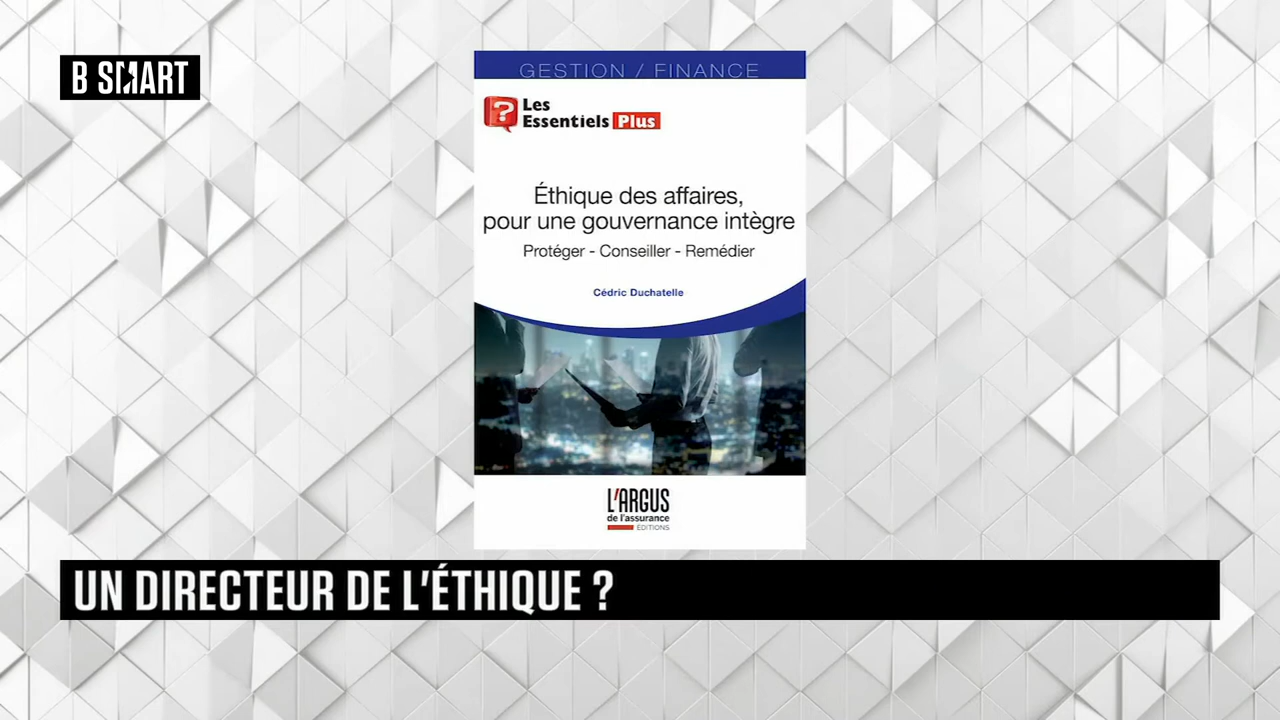 B SMART
GESTION / FINANCE
Les
Essentiels Plus
Éthique des affaires,
pour une gouvernance intègre
Protéger - Conseiller - Remédier
Cédric Duchatelle
L'ARGUS
de l'assurance
ÉDITIONS
UN DIRECTEUR DE L'ÉTHIQUE ?